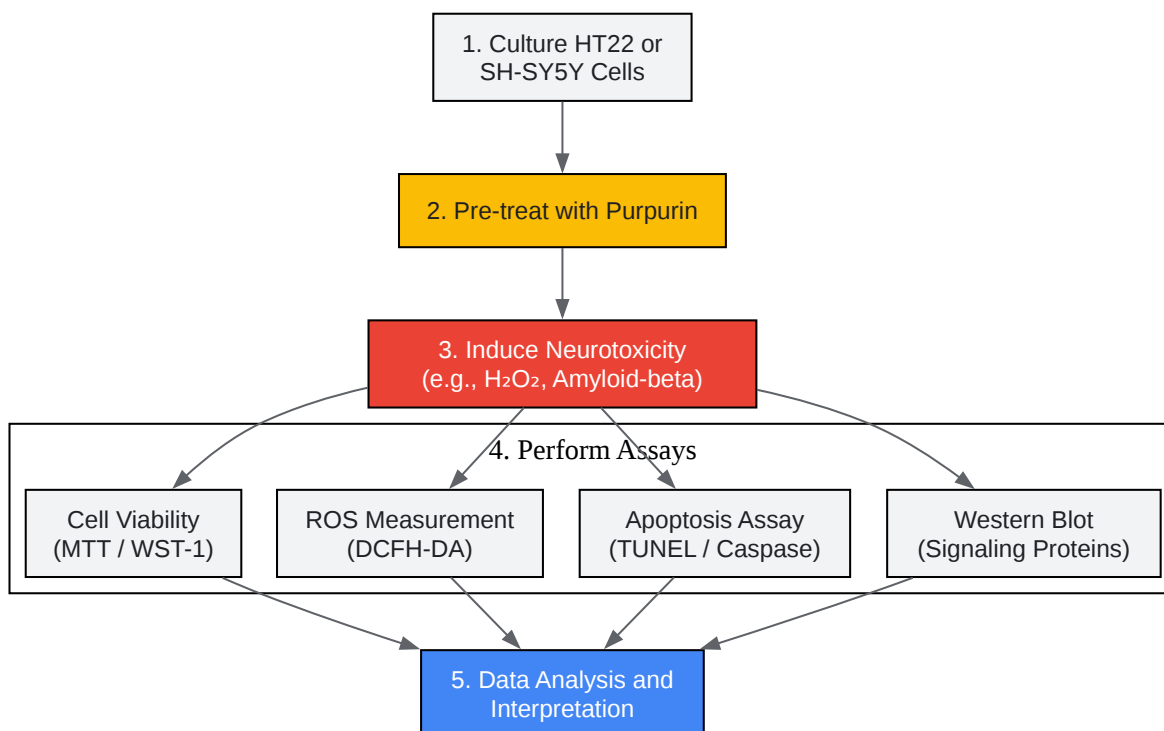 1. Culture HT22 or
SH-SY5Y Cells
2. Pre-treat with Purpurin
3. Induce Neurotoxicity
(e.g., H₂O₂, Amyloid-beta)
4. Perform Assays
Cell Viability
(MTT / WST-1)
ROS Measurement
(DCFH-DA)
Apoptosis Assay
(TUNEL / Caspase)
Western Blot
(Signaling Proteins)
5. Data Analysis and
Interpretation